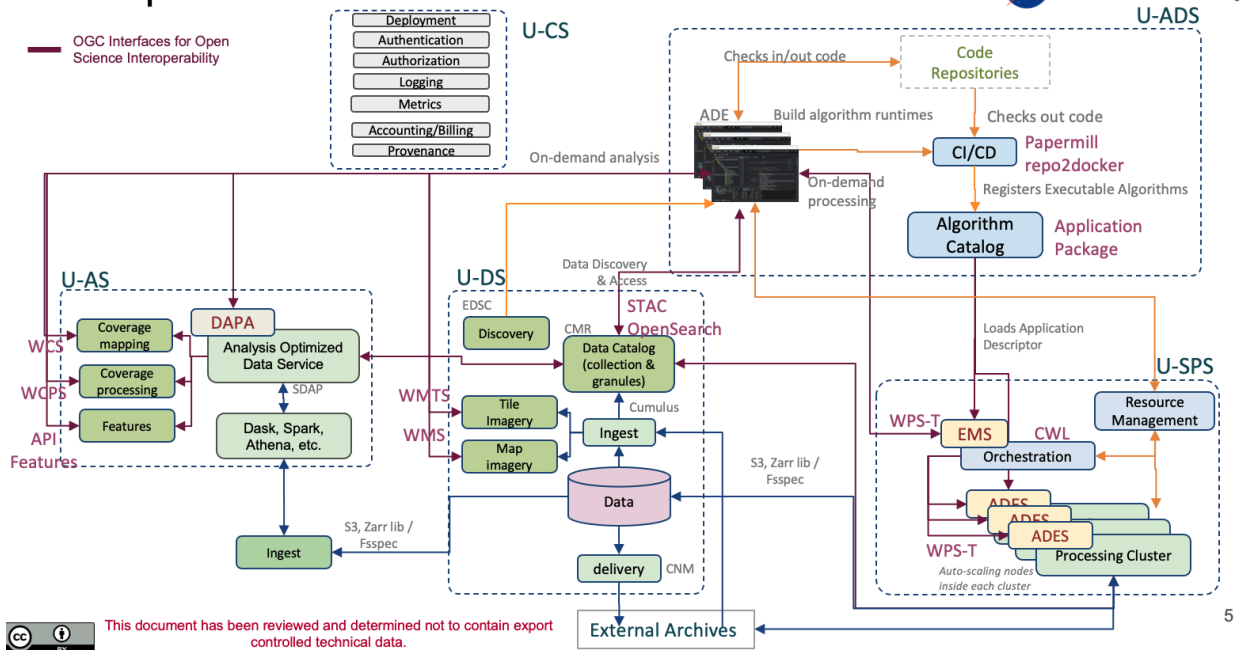 OGC Interfaces for Open
Science Interoperability
U-CS
Deployment
Authentication
Authorization
Logging
Metrics
Accounting/Billing
Provenance
U-ADS
Checks in/out code
Code
Repositories
ADE
Build algorithm runtimes
Checks out code
CI/CD
Papermill
repo2docker
On-demand analysis
On-demand
processing
Registers Executable Algorithms
Algorithm
Catalog
Application
Package
U-AS
DAPA
Coverage
mapping
WCS
Analysis Optimized
Data Service
Coverage
processing
WCPS
SDAP
Features
API
Features
Dask, Spark,
Athena, etc.
S3, Zarr lib /
Fsspec
Ingest
U-DS
Data Discovery
& Access
EDSC
STAC
OpenSearch
Discovery
CMR
Data Catalog
(collection &
granules)
WMTS
Tile
Imagery
Cumulus
WMS
Map
imagery
Ingest
Data
delivery
CNM
S3, Zarr lib /
Fsspec
External Archives
Loads Application
Descriptor
U-SPS
Resource
Management
WPS-T
EMS
CWL
Orchestration
ADES
ADES
ADES
WPS-T
Processing Cluster
Auto-scaling nodes
inside each cluster
5
cc
BY
This document has been reviewed and determined not to contain export
controlled technical data.